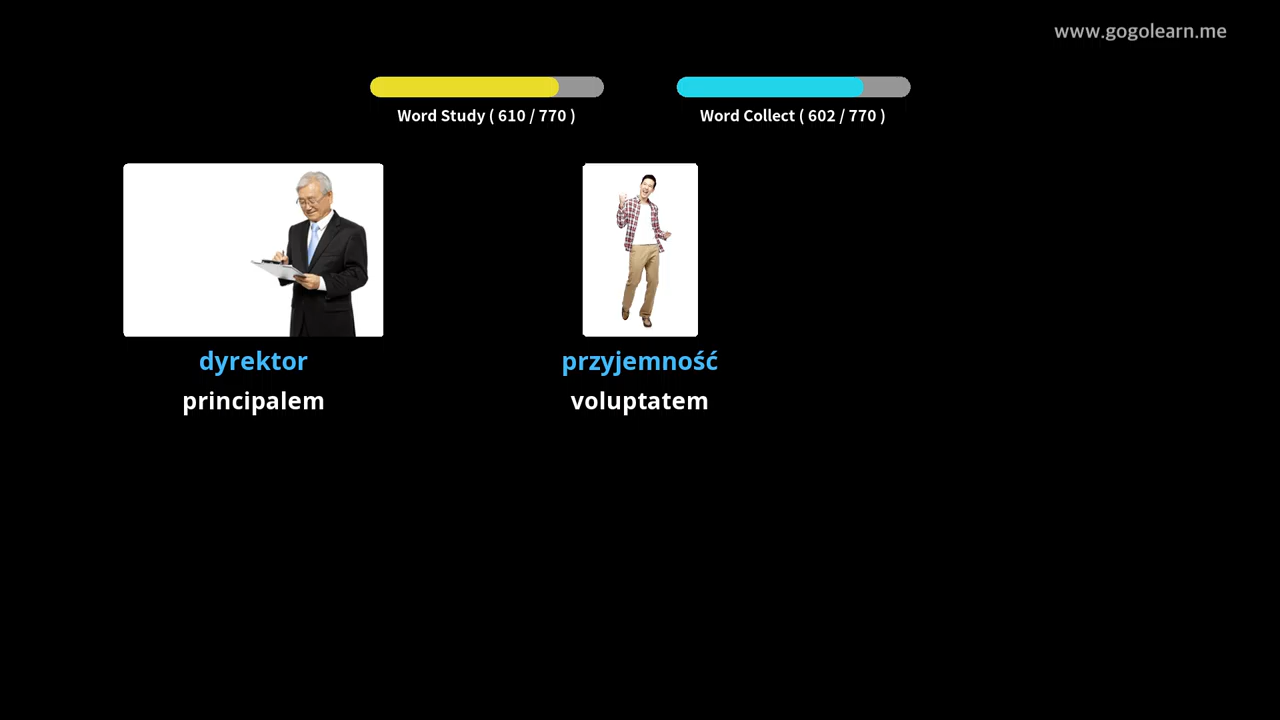 www.gogolearn.me
Word Study ( 610 / 770 )
Word Collect ( 602 / 770 )
dyrektor
principalem
przyjemność
voluptatem